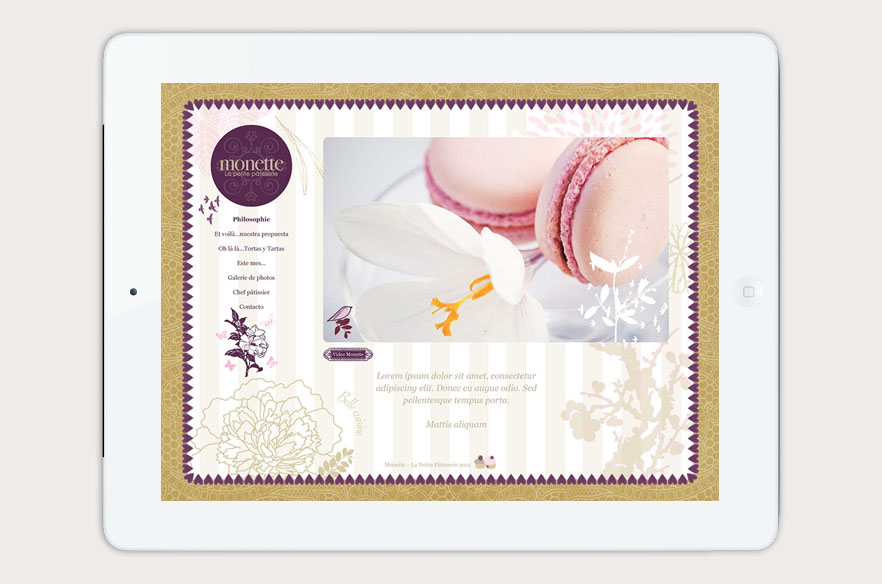 monette
La petite pâtisserie
Philosophie
Et voilà...nuestra propuesta
Oh là là...Tortas y Tartas
Este mes...
Galerie de photos
Chef pâtissier
Contacto
Video Monette
Lorem ipsum dolor sit amet, consectetur
adipiscing elit. Donec eu augue odio. Sed
pellentesque tempus porta.
Mattis aliquam
Belle cuisine
Monette | La Petite Pâtisserie